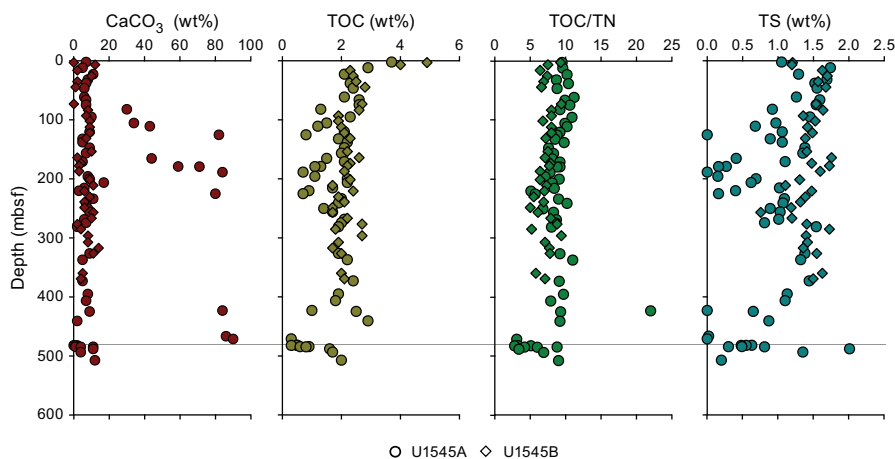 CaCO3 (wt%)
TOC (wt%)
TOC/TN
TS (wt%)
0 20 40 60 80 100
0 2 4 6
0 5 10 15 20 25
0.0 0.5 1.0 1.5 2.0 2.5
Depth (mbsf)
0
100
200
300
400
500
600
U1545A
U1545B